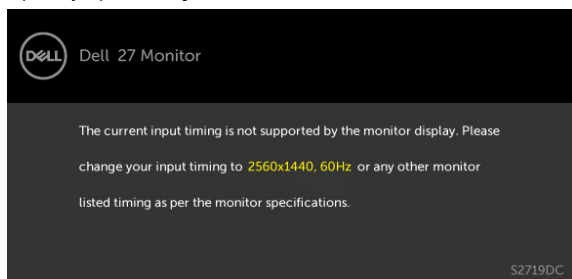 DELL
Dell 27 Monitor
The current input timing is not supported by the monitor display. Please
change your input timing to 2560x1440, 60Hz or any other monitor
listed timing as per the monitor specifications.
S2719DC